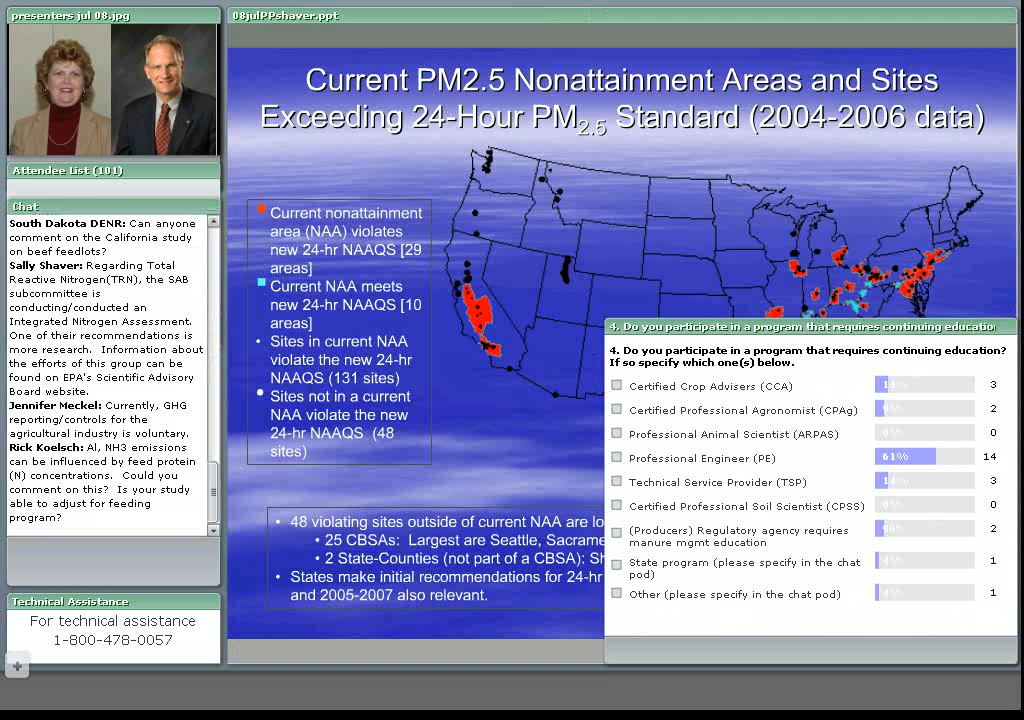 presenters jul 08.jpg
Attendee List (101)
Chat
South Dakota DENR: Can anyone
comment on the California study
on beef feedlots?
Sally Shaver: Regarding Total
Reactive Nitrogen(TRN), the SAB
subcommittee is
conducting/conducted an
Integrated Nitrogen Assessment.
One of their recommendations is
more research. Information about
the efforts of this group can be
found on EPA's Scientific Advisory
Board website.
Jennifer Meckel: Currently, GHG
reporting/controls for the
agricultural industry is voluntary.
Rick Koelsch: Al, NH3 emissions
can be influenced by feed protein
(N) concentrations. Could you
comment on this? Is your study
able to adjust for feeding
program?
Technical Assistance
For technical assistance
1-800-478-0057
08julPPshaver.ppt
Current PM2.5 Nonattainment Areas and Sites
Exceeding 24-Hour PM2.5 Standard (2004-2006 data)
Current nonattainment
area (NAA) violates
new 24-hr NAAQS [29
areas]
Current NAA meets
new 24-hr NAAQS [10
areas]
• Sites in current NAA
violate the new 24-hr
NAAQS (131 sites)
• Sites not in a current
NAA violate the new
24-hr NAAQS (48
sites)
• 48 violating sites outside of current NAA are lo
• 25 CBSAs: Largest are Seattle, Sacrame
• 2 State-Counties (not part of a CBSA): Sh
• States make initial recommendations for 24-hr
and 2005-2007 also relevant.
4. Do you participate in a program that requires continuing educatio
4. Do you participate in a program that requires continuing education?
If so specify which one(s) below.
Certified Crop Advisers (CCA) 3
Certified Professional Agronomist (CPAg) 2
Professional Animal Scientist (ARPAS) 0
Professional Engineer (PE) 61% 14
Technical Service Provider (TSP) 3
Certified Professional Soil Scientist (CPSS) 0
(Producers) Regulatory agency requires
manure mgmt education 2
State program (please specify in the chat
pod) 1
Other (please specify in the chat pod) 1